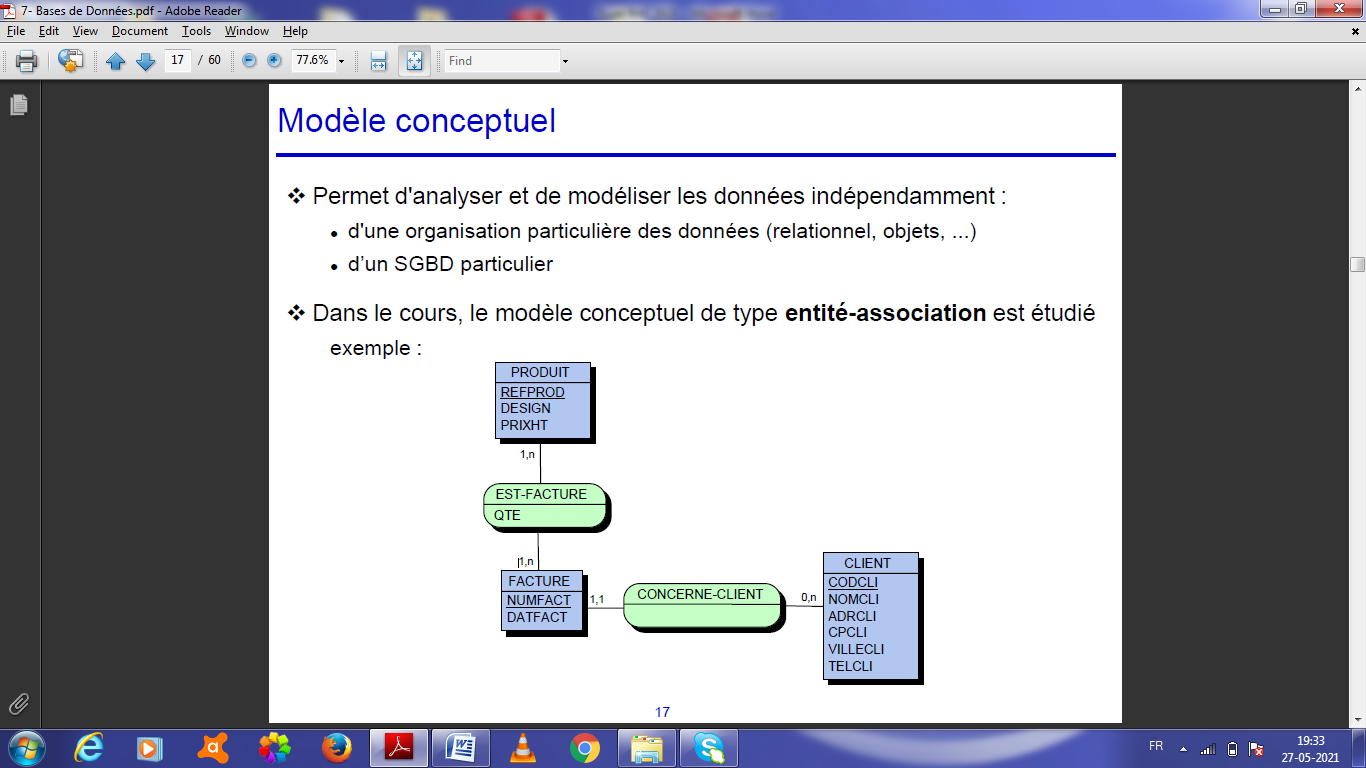 7- Bases de Données.pdf - Adobe Reader
File Edit View Document Tools Window Help
17 / 60 77.6% Find
Modèle conceptuel
Permet d'analyser et de modéliser les données indépendamment :
d'une organisation particulière des données (relationnel, objets, ...)
d’un SGBD particulier
Dans le cours, le modèle conceptuel de type entité-association est étudié
exemple :
PRODUIT
REFPROD
DESIGN
PRIXHT
1,n
EST-FACTURE
QTE
1,n
FACTURE
NUMFACT
DATFACT
1,1
CONCERNE-CLIENT
0,n
CLIENT
CODCLI
NOMCLI
ADRCLI
CPCLI
VILLECLI
TELCLI
17
FR
19:33
27-05-2021